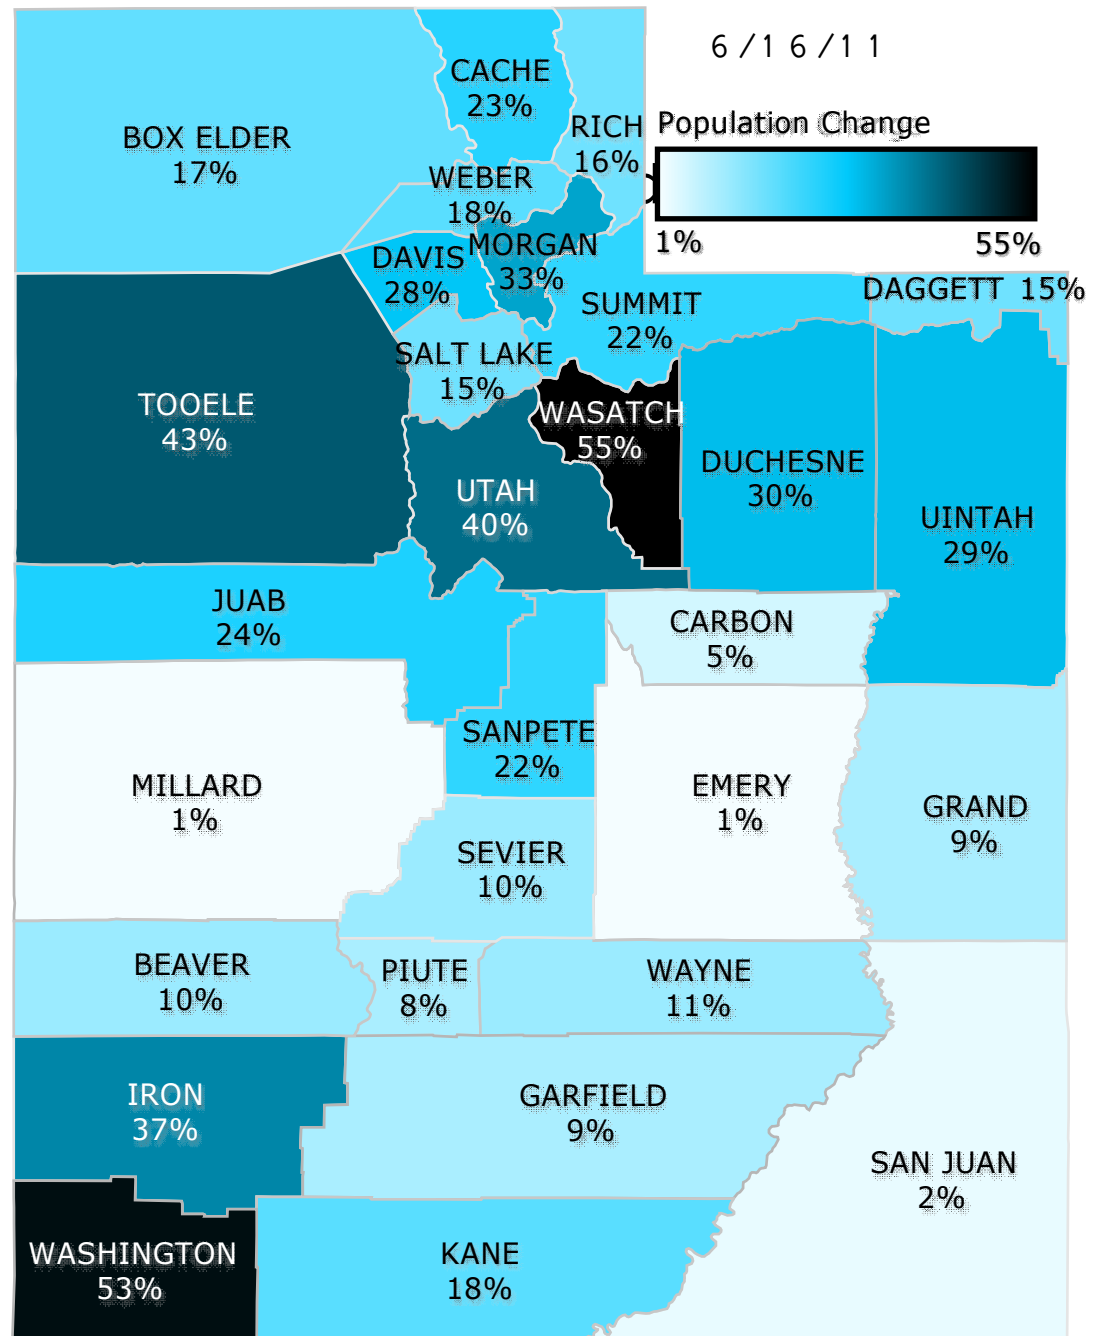 6/16/11
Population Change
1% 55%
CACHE
23%
BOX ELDER
17%
RICH
16%
WEBER
18%
DAVIS
28%
MORGAN
33%
SUMMIT
22%
DAGGETT 15%
SALT LAKE
15%
TOOELE
43%
WASATCH
55%
UTAH
40%
DUCHESNE
30%
UINTAH
29%
JUAB
24%
CARBON
5%
SANPETE
22%
MILLARD
1%
EMERY
1%
GRAND
9%
SEVIER
10%
BEAVER
10%
PIUTE
8%
WAYNE
11%
IRON
37%
GARFIELD
9%
SAN JUAN
2%
WASHINGTON
53%
KANE
18%